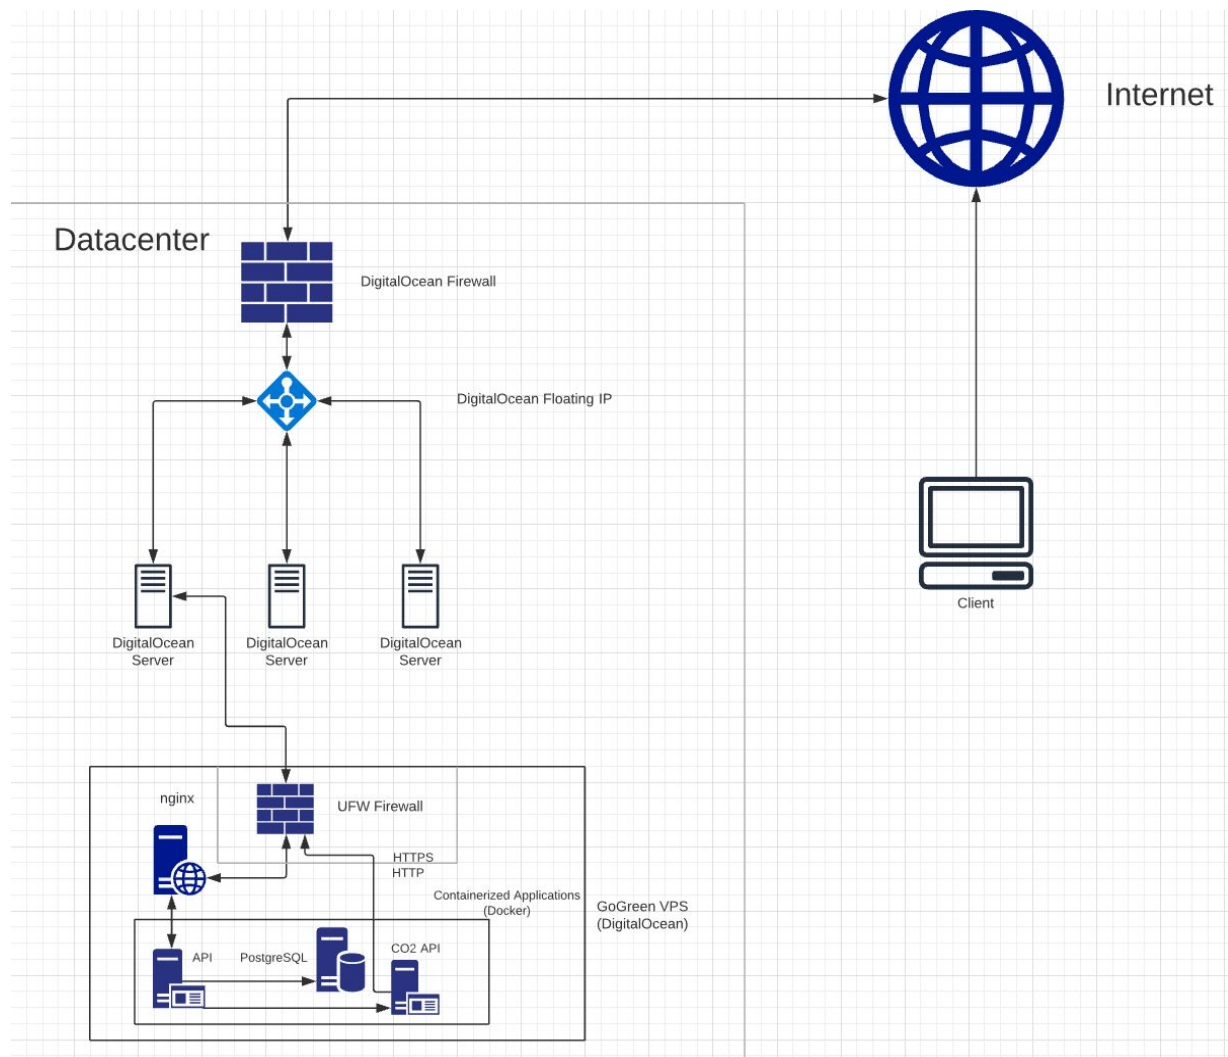 Internet
Datacenter
DigitalOcean Firewall
DigitalOcean Floating IP
DigitalOcean
Server
DigitalOcean
Server
DigitalOcean
Server
Client
nginx
UFW Firewall
HTTPS
HTTP
Containerized Applications
(Docker)
GoGreen VPS
(DigitalOcean)
API
PostgreSQL
CO2 API